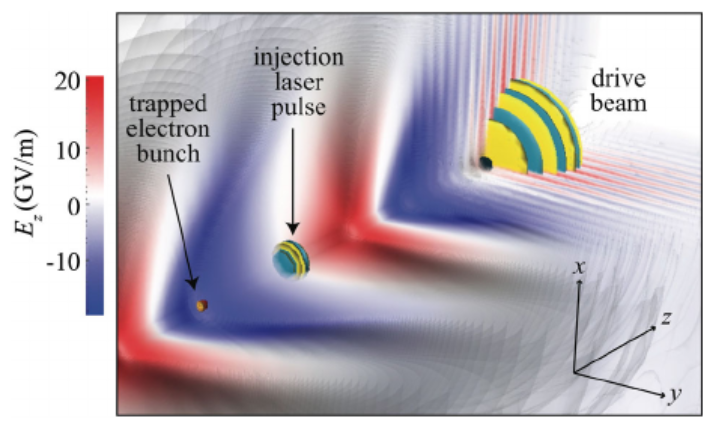 20
10
0
-10
E_z (GV/m)
trapped
electron
bunch
injection
laser
pulse
drive
beam
x
z
y